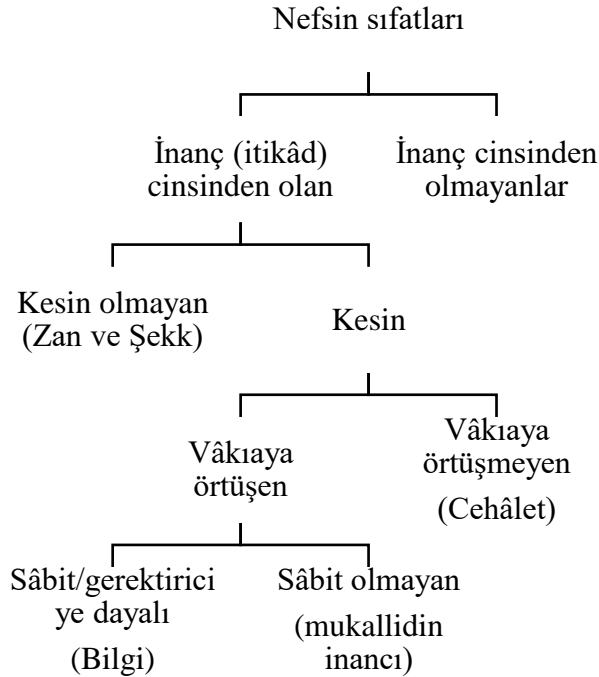 Nefsin sıfatları
İnanç (itikâd)
cinsinden olan
İnanç cinsinden
olmayanlar
Kesin olmayan
(Zan ve Şekk)
Kesin
Vâkıaya
örtüşen
Vâkıaya
örtüşmeyen
(Cehâlet)
Sâbit/gerektirici
ye dayalı
(Bilgi)
Sâbit olmayan
(mukallidin
inancı)